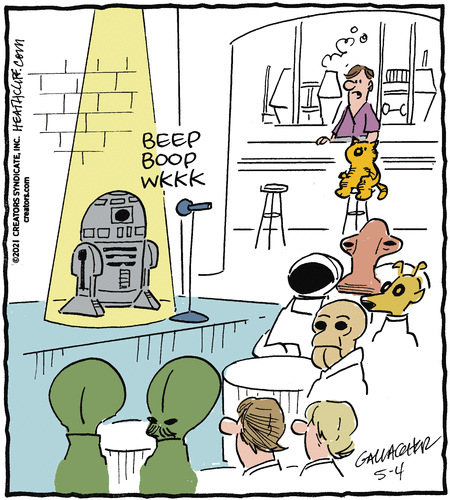 ©2021 CREATORS SYNDICATE, INC. HEATHCLIFF.COM
creators.com
BEEP
BOOP
WKKK
GALLAGHER
5-4